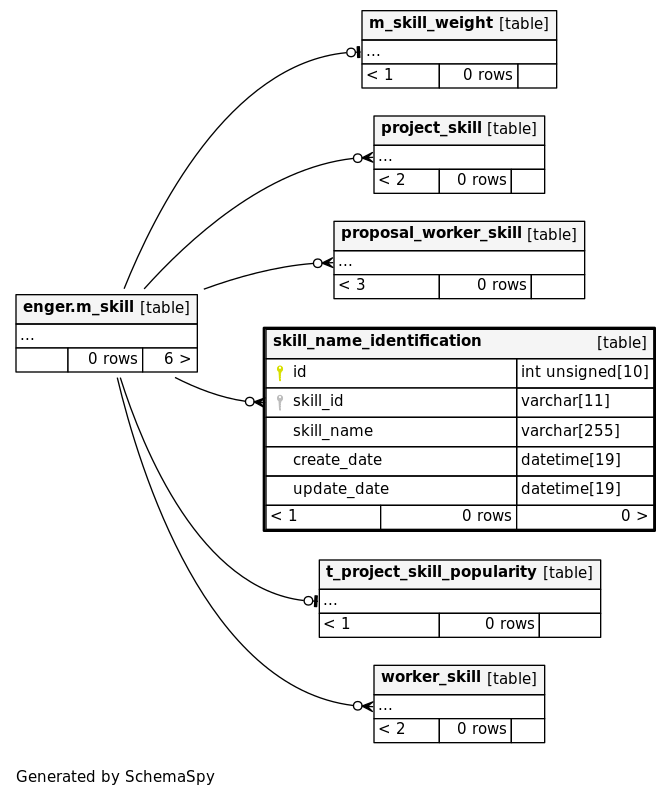 m_skill_weight [table]
...
< 1 0 rows
project_skill [table]
...
< 2 0 rows
proposal_worker_skill [table]
...
< 3 0 rows
enger.m_skill [table]
...
0 rows 6 >
skill_name_identification [table]
id int unsigned[10]
skill_id varchar[11]
skill_name varchar[255]
create_date datetime[19]
update_date datetime[19]
< 1 0 rows 0 >
t_project_skill_popularity [table]
...
< 1 0 rows
worker_skill [table]
...
< 2 0 rows
Generated by SchemaSpy